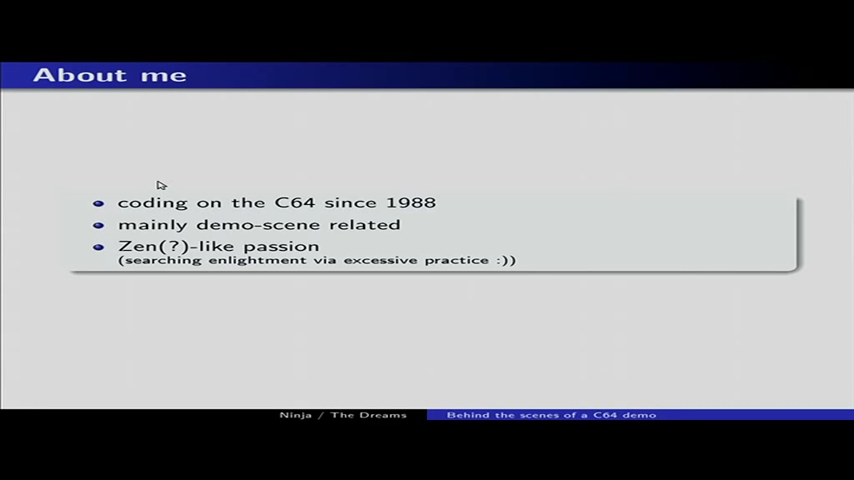 About me
coding on the C64 since 1988
mainly demo-scene related
Zen(?)-like passion
(searching enlightment via excessive practice :))
Ninja / The Dreams
Behind the scenes of a C64 demo